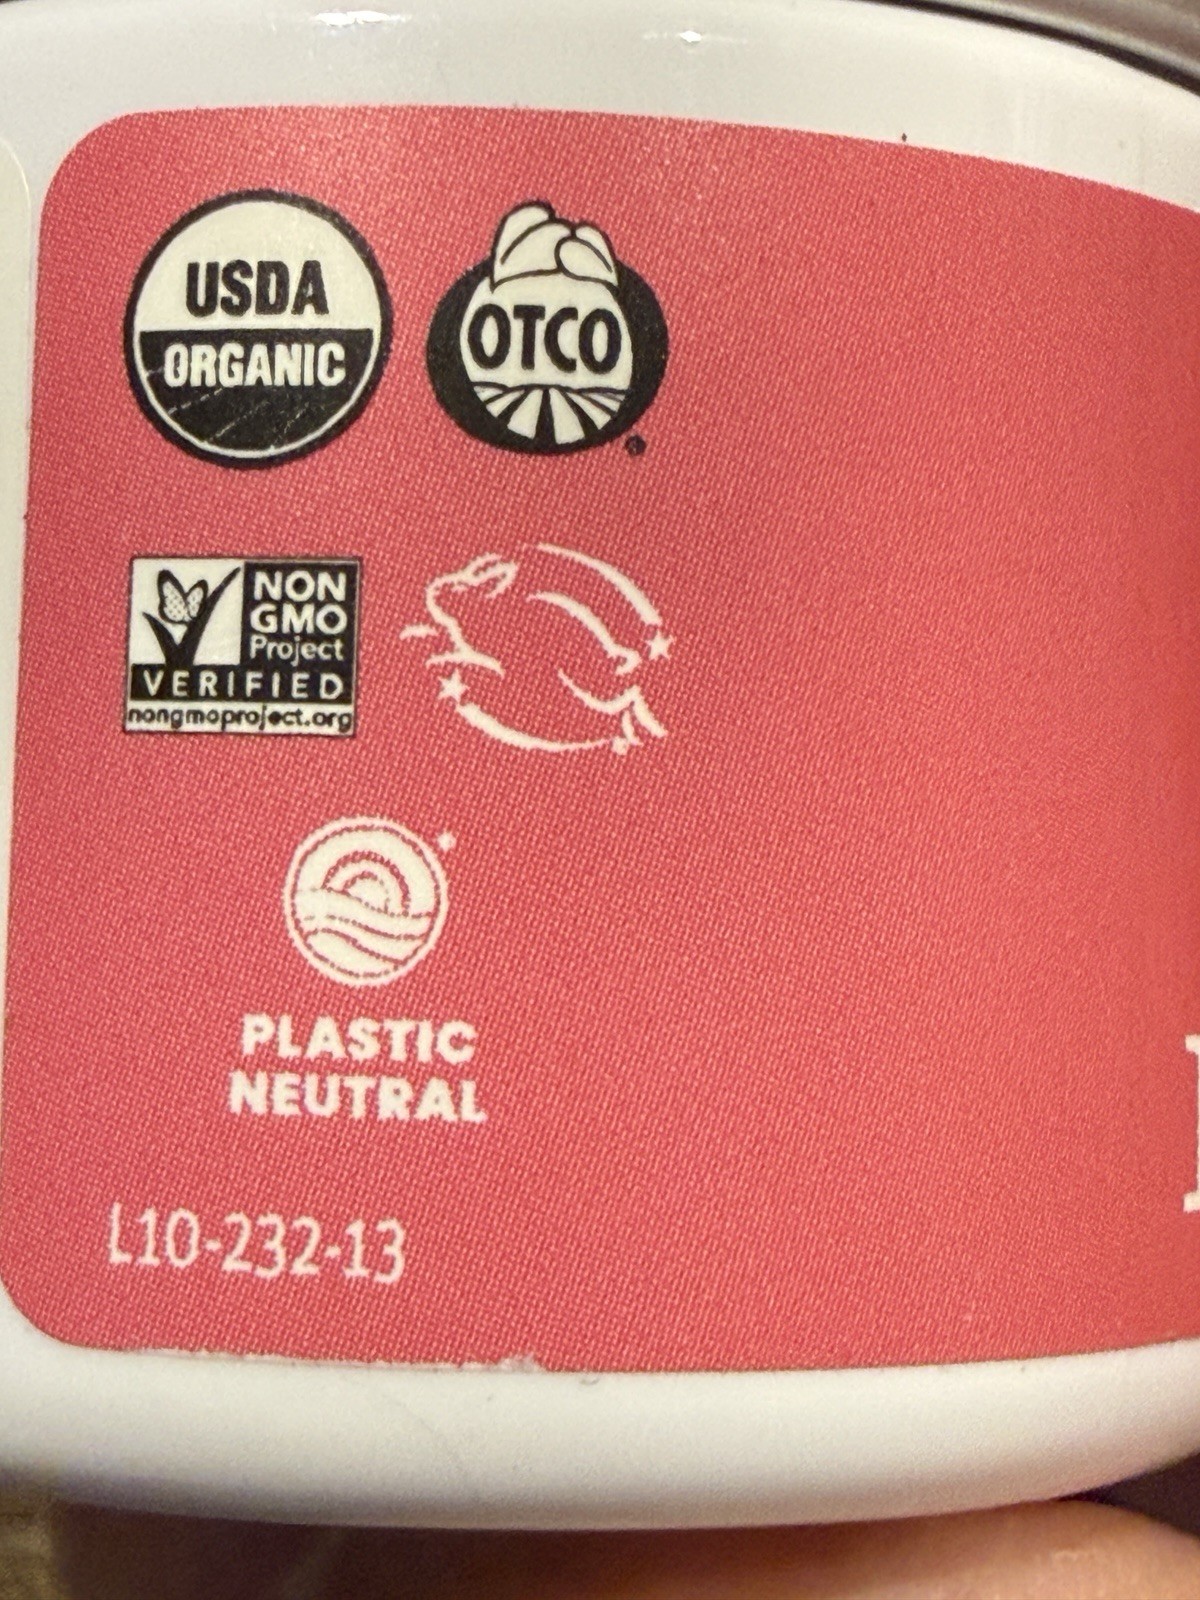 USDA
ORGANIC
OTCO
NON
GMO
Project
VERIFIED
nongmoproject.org
PLASTIC
NEUTRAL
L10-232-13